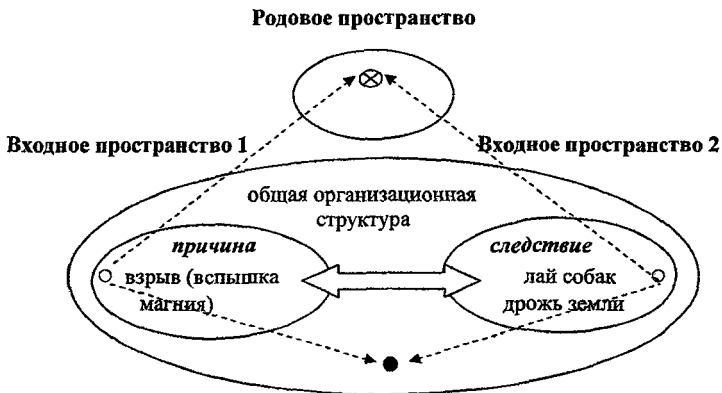 Родовое пространство
Входное пространство 1
Входное пространство 2
общая организационная
структура
причина
взрыв (вспышка
магния)
следствие
лай собак
дрожь земли